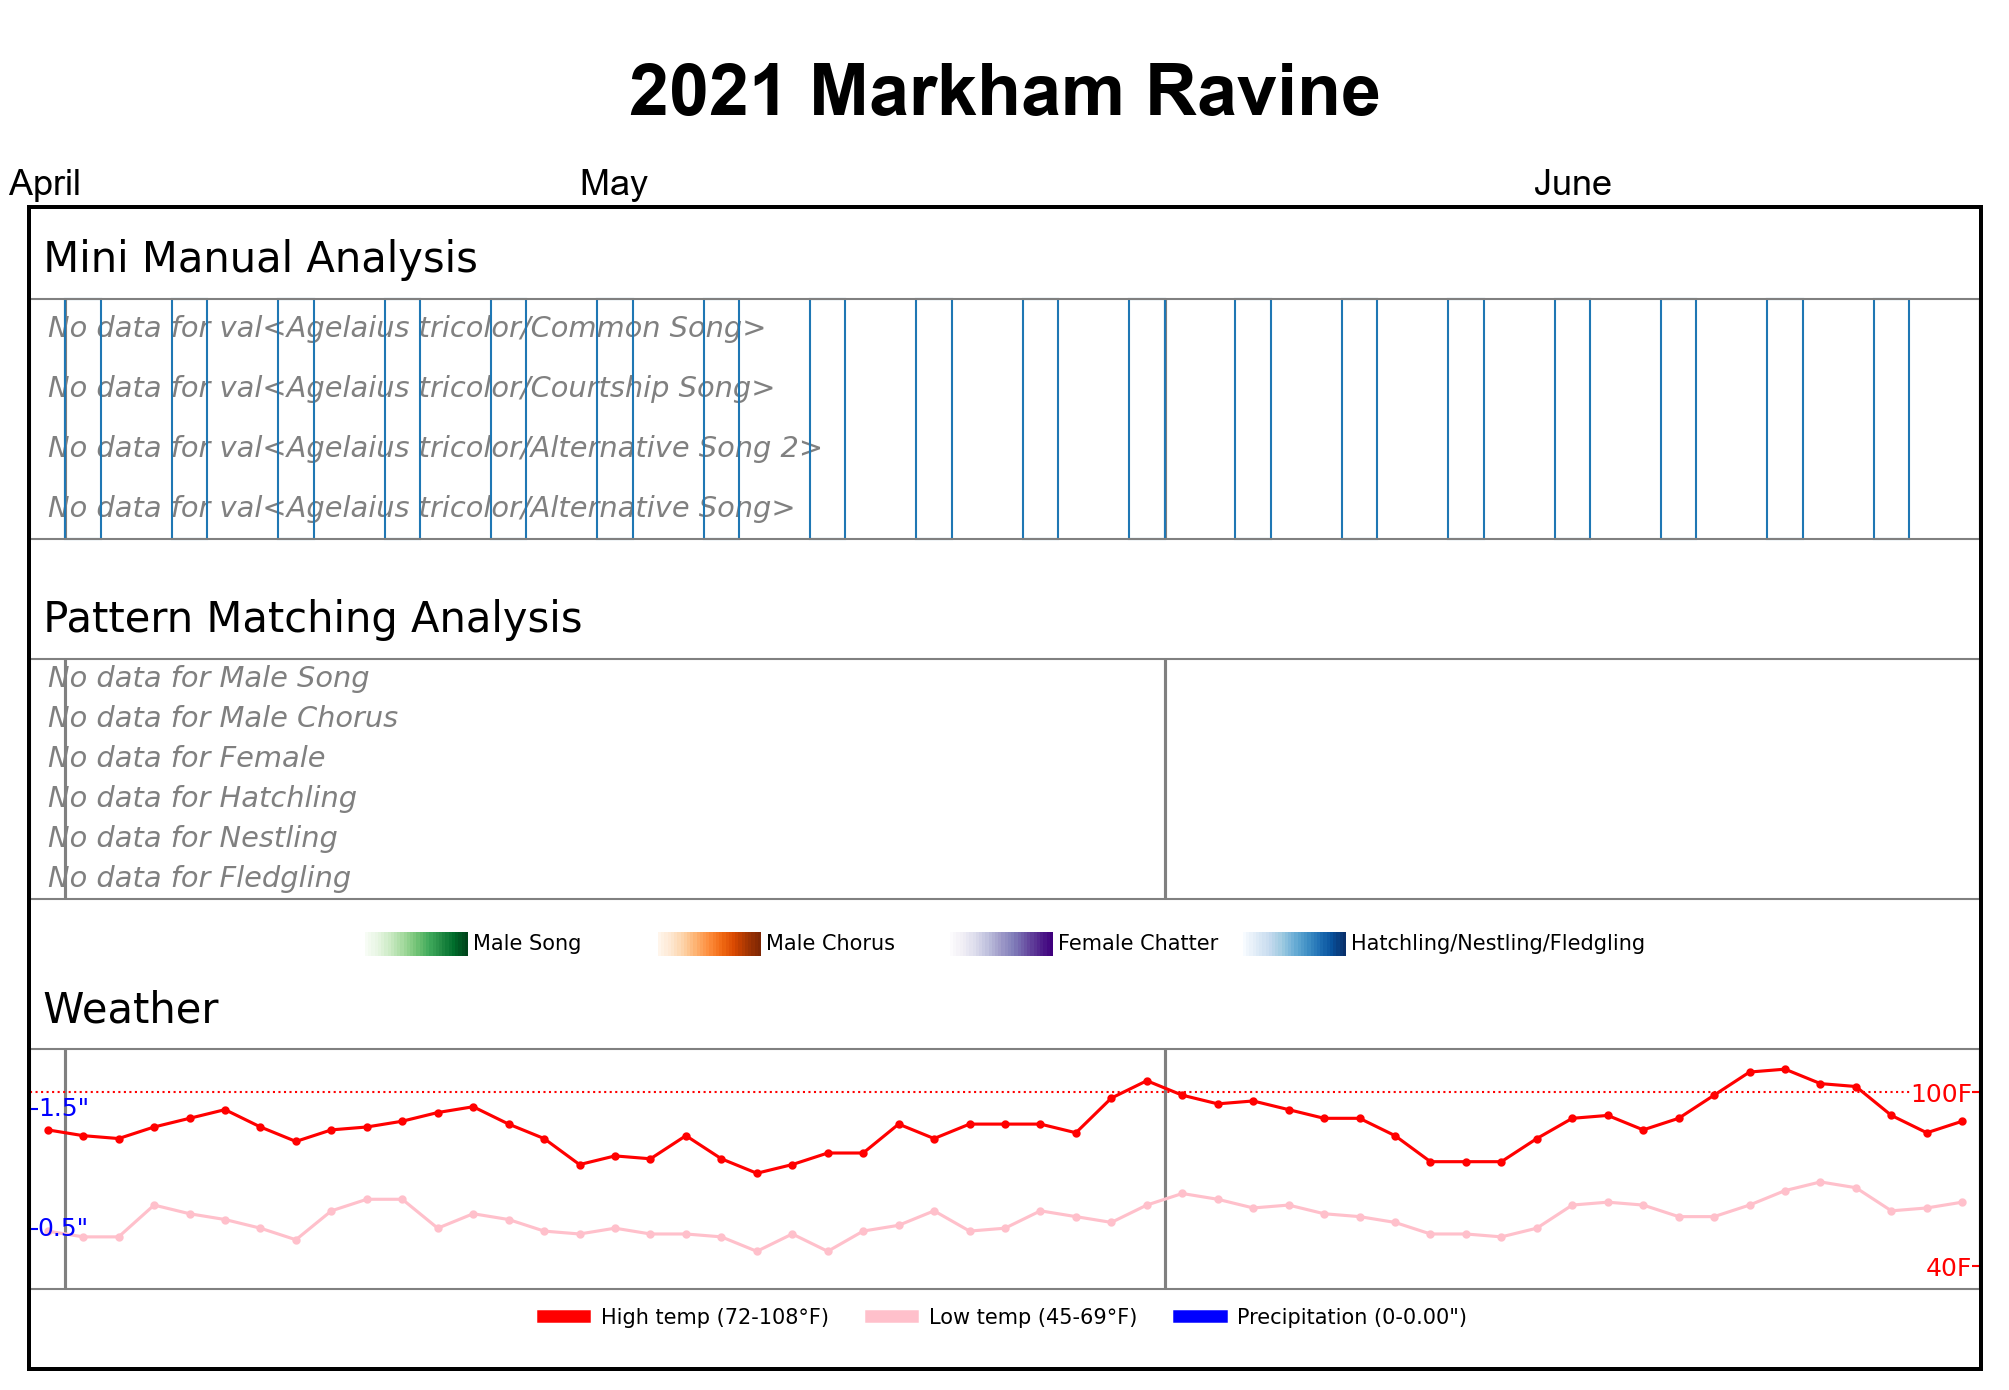 2021 Markham Ravine
April May June
Mini Manual Analysis
No data for val<Agelaius tricolor/Common Song>
No data for val<Agelaius tricolor/Courtship Song>
No data for val<Agelaius tricolor/Alternative Song 2>
No data for val<Agelaius tricolor/Alternative Song>
Pattern Matching Analysis
No data for Male Song
No data for Male Chorus
No data for Female
No data for Hatchling
No data for Nestling
No data for Fledgling
Male Song Male Chorus Female Chatter Hatchling/Nestling/Fledgling
Weather
100F
1.5"
0.5"
40F
High temp (72-108°F) Low temp (45-69°F) Precipitation (0-0.00")